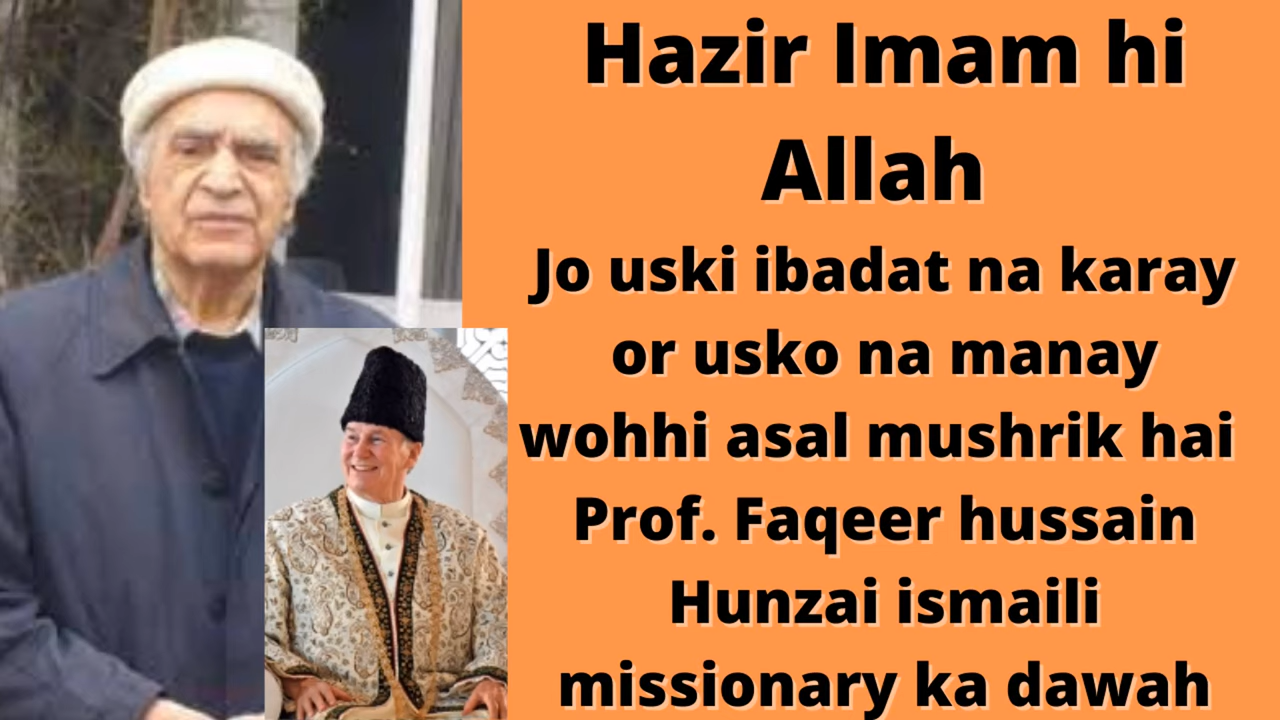 Hazir Imam hi
Allah
Jo uski ibadat na karay
or usko na manay
wohhi asal mushrik hai
Prof. Faqeer hussain
Hunzai ismaili
missionary ka dawah